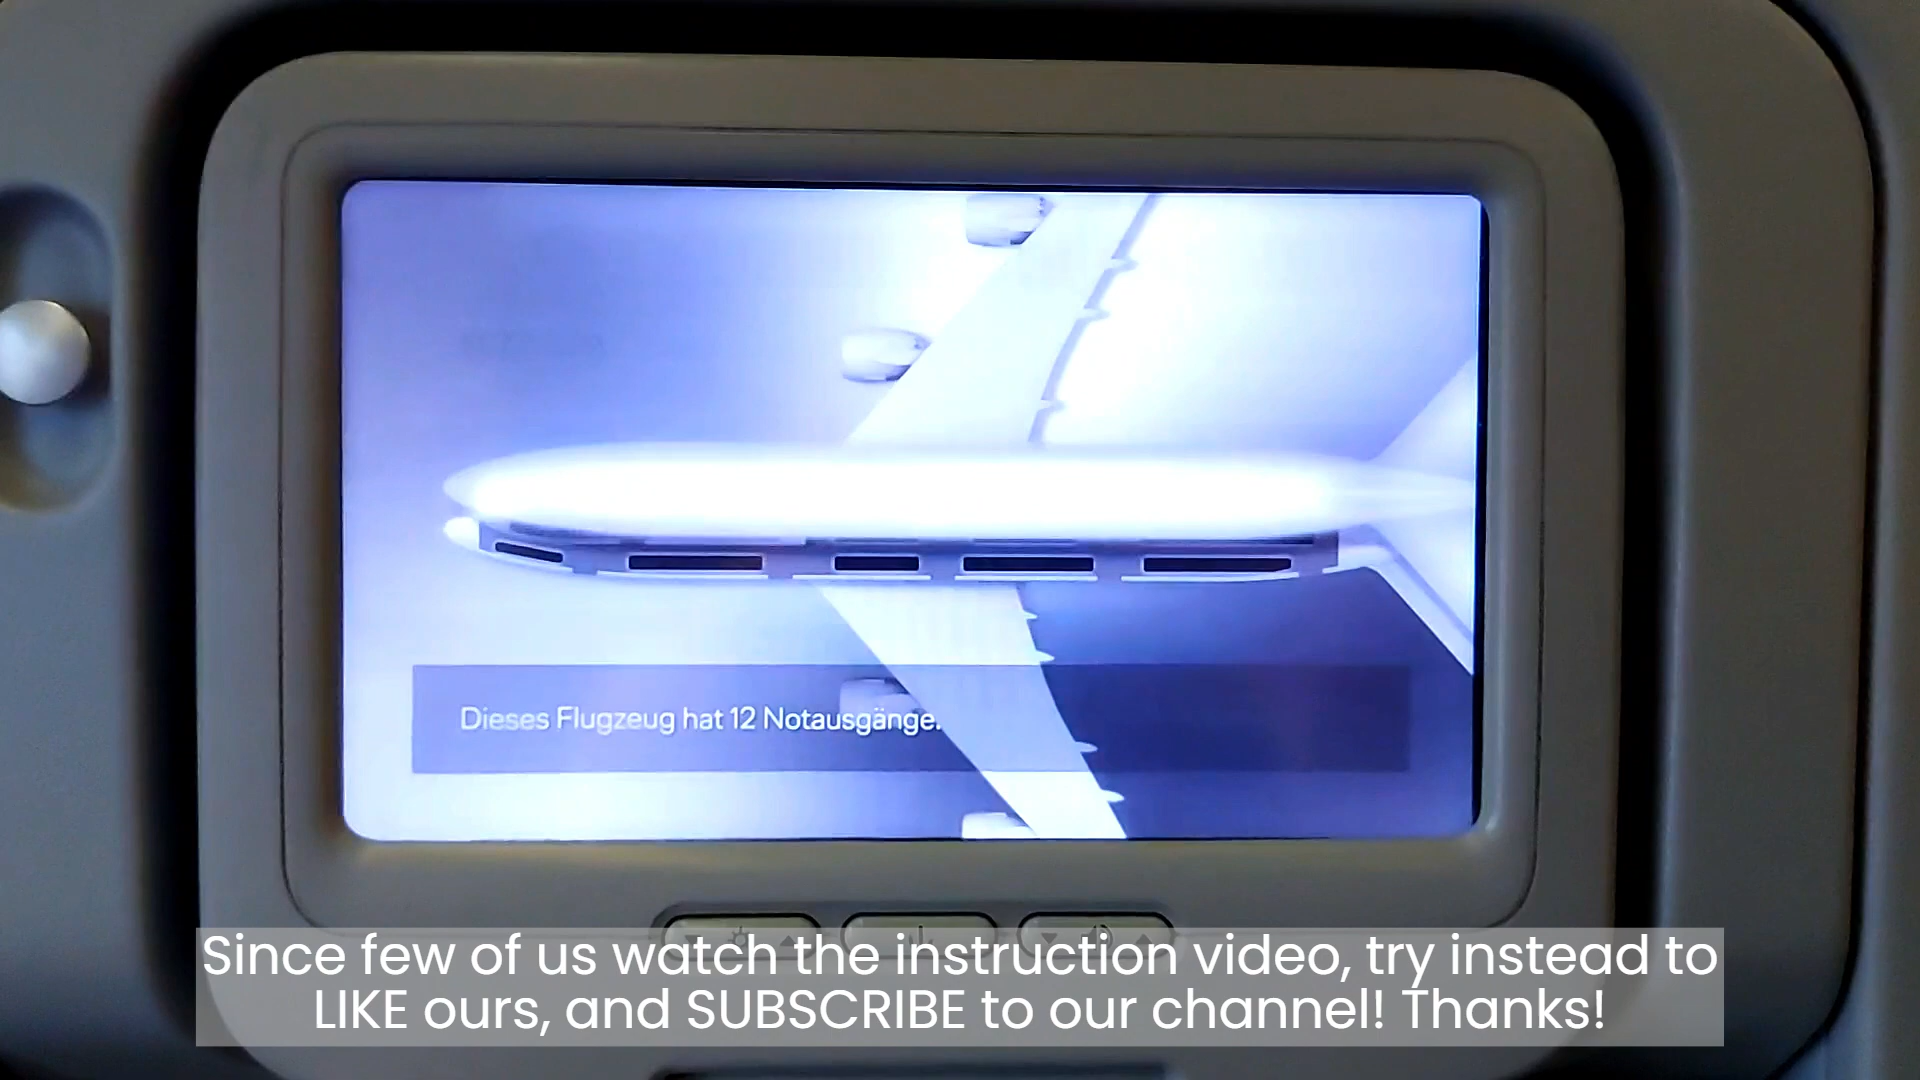 Dieses Flugzeug hat 12 Notausgänge.
Since few of us watch the instruction video, try instead to
LIKE ours, and SUBSCRIBE to our channel! Thanks!